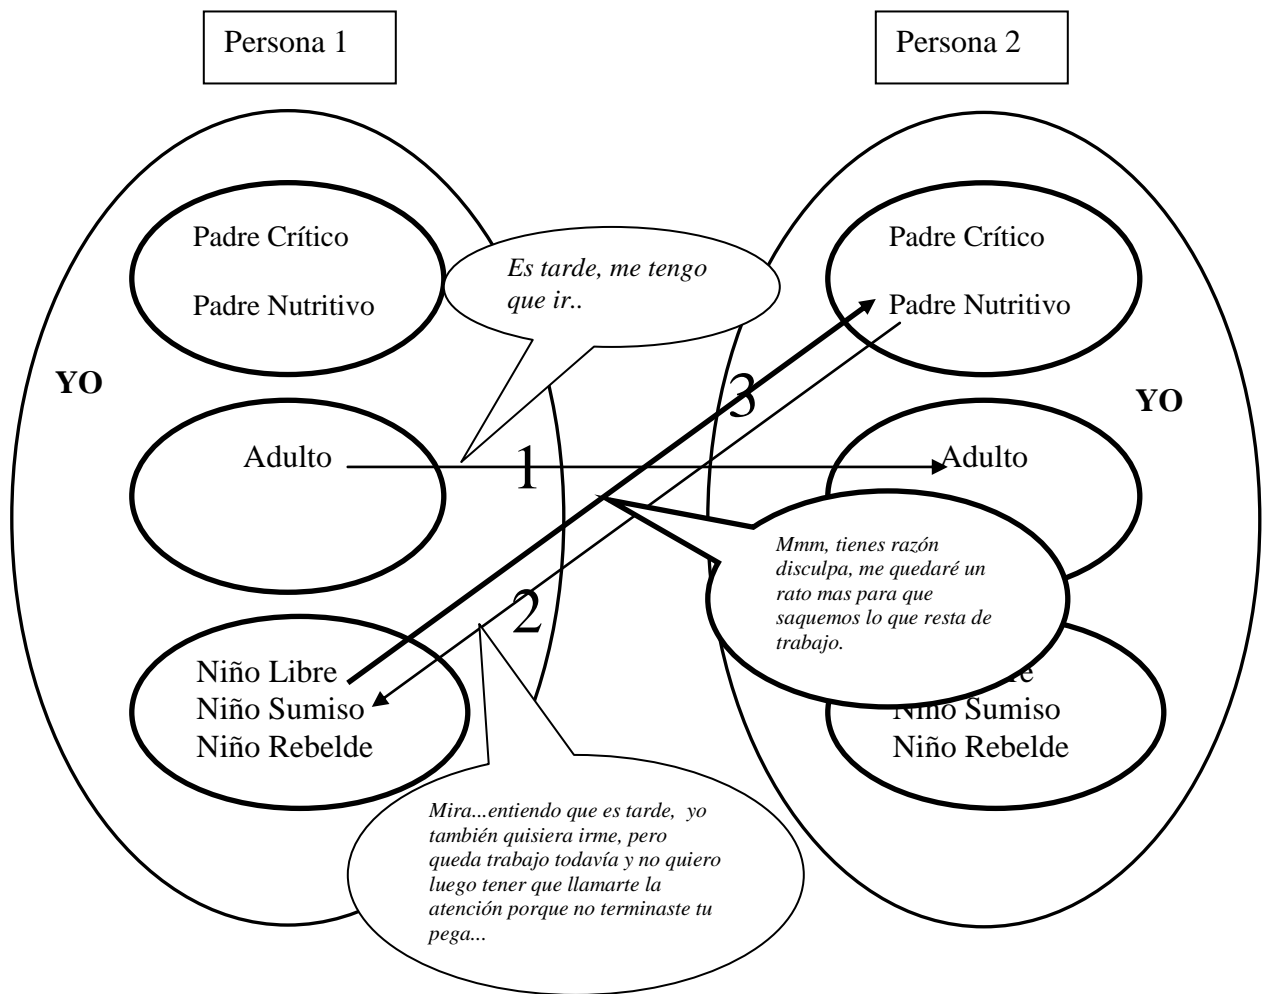 Persona 1
Persona 2
Padre Crítico
Padre Nutritivo
Padre Crítico
Padre Nutritivo
Es tarde, me tengo
que ir..
YO
YO
3
Adulto
1
Adulto
Mmm, tienes razón
disculpa, me quedaré un
rato mas para que
saquemos lo que resta de
trabajo.
2
Niño Libre
Niño Sumiso
Niño Rebelde
Niño Sumiso
Niño Rebelde
Mira...entiendo que es tarde, yo
también quisiera irme, pero
queda trabajo todavía y no quiero
luego tener que llamarte la
atención porque no terminaste tu
pega...